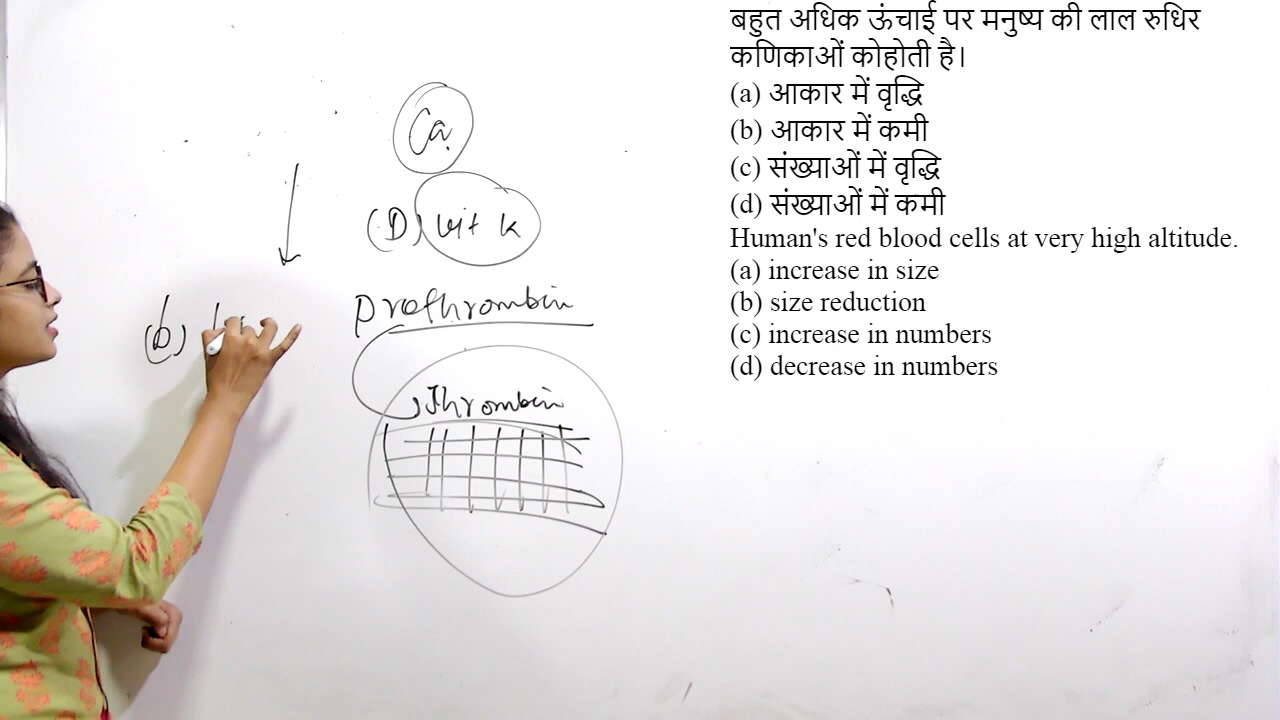 Ca
(D) vit K
Prothrombin
Thrombin
(b)
बहुत अधिक ऊंचाई पर मनुष्य की लाल रुधिर
कणिकाओं कोहोती है।
(a) आकार में वृद्धि
(b) आकार में कमी
(c) संख्याओं में वृद्धि
(d) संख्याओं में कमी
Human's red blood cells at very high altitude.
(a) increase in size
(b) size reduction
(c) increase in numbers
(d) decrease in numbers